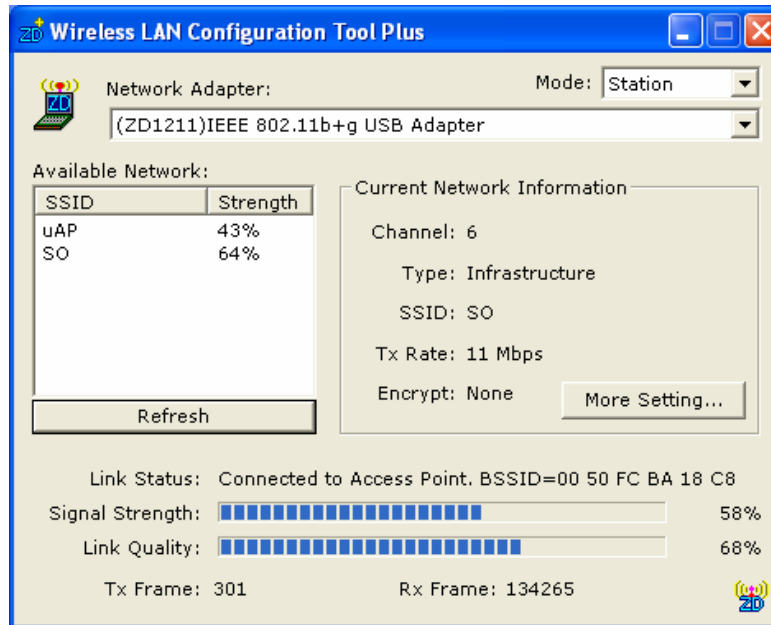 ZD Wireless LAN Configuration Tool Plus
Mode: Station
ZD Network Adapter:
(ZD1211)IEEE 802.11b+g USB Adapter
Available Network:
SSID Strength
uAP 43%
SO 64%
Refresh
Current Network Information
Channel: 6
Type: Infrastructure
SSID: SO
Tx Rate: 11 Mbps
Encrypt: None
More Setting...
Link Status: Connected to Access Point. BSSID=00 50 FC BA 18 C8
Signal Strength: 58%
Link Quality: 68%
Tx Frame: 301 Rx Frame: 134265
ZD